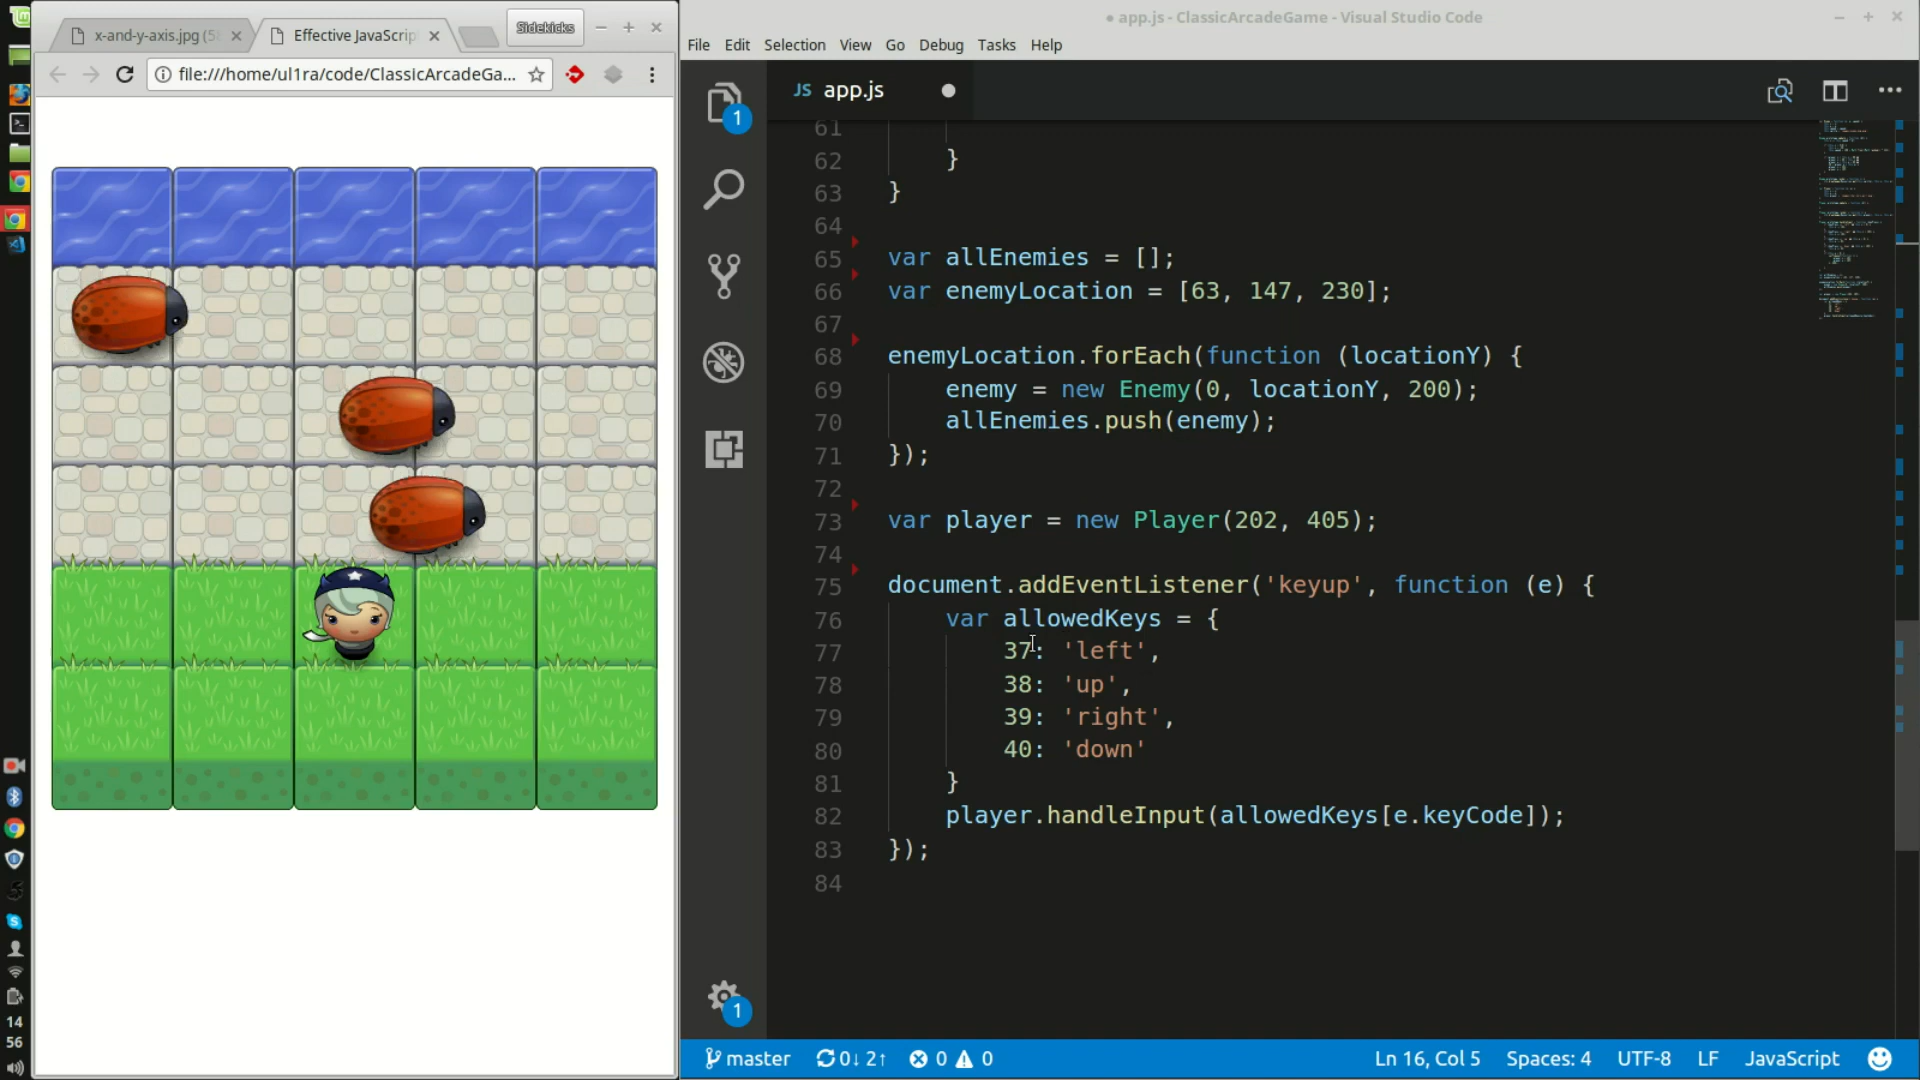 x-and-y-axis.jpg (58
Effective JavaScrip
Sidekicks
file:///home/ul1ra/code/ClassicArcadeGa...
14
56
● app.js - ClassicArcadeGame - Visual Studio Code
File Edit Selection View Go Debug Tasks Help
JS app.js
1
61
62 }
63 }
64
65 var allEnemies = [];
66 var enemyLocation = [63, 147, 230];
67
68 enemyLocation.forEach(function (locationY) {
69 enemy = new Enemy(0, locationY, 200);
70 allEnemies.push(enemy);
71 });
72
73 var player = new Player(202, 405);
74
75 document.addEventListener('keyup', function (e) {
76 var allowedKeys = {
77 37: 'left',
78 38: 'up',
79 39: 'right',
80 40: 'down'
81 }
82 player.handleInput(allowedKeys[e.keyCode]);
83 });
84
1
master 0↓ 2↑ 0 0 Ln 16, Col 5 Spaces: 4 UTF-8 LF JavaScript